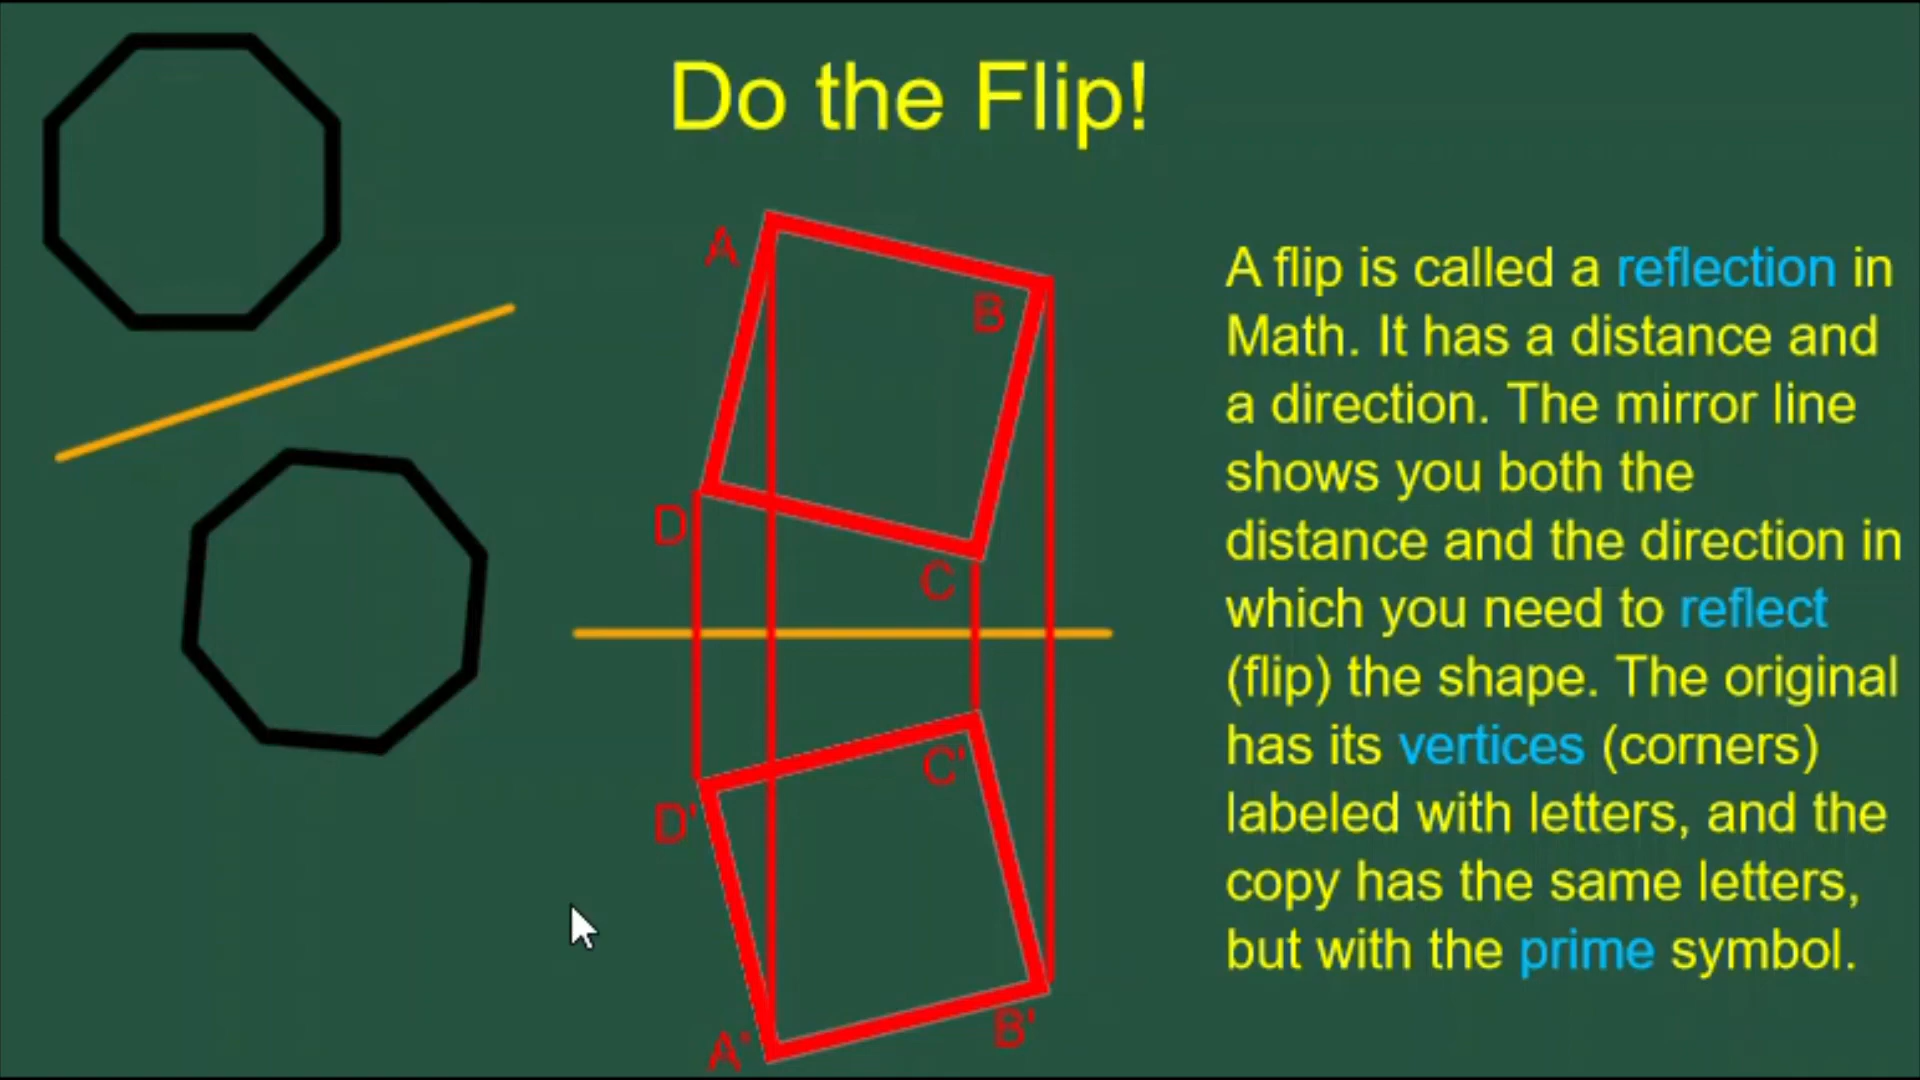 Do the Flip!
A
B
D
C
C'
D'
B'
A'
A flip is called a reflection in
Math. It has a distance and
a direction. The mirror line
shows you both the
distance and the direction in
which you need to reflect
(flip) the shape. The original
has its vertices (corners)
labeled with letters, and the
copy has the same letters,
but with the prime symbol.